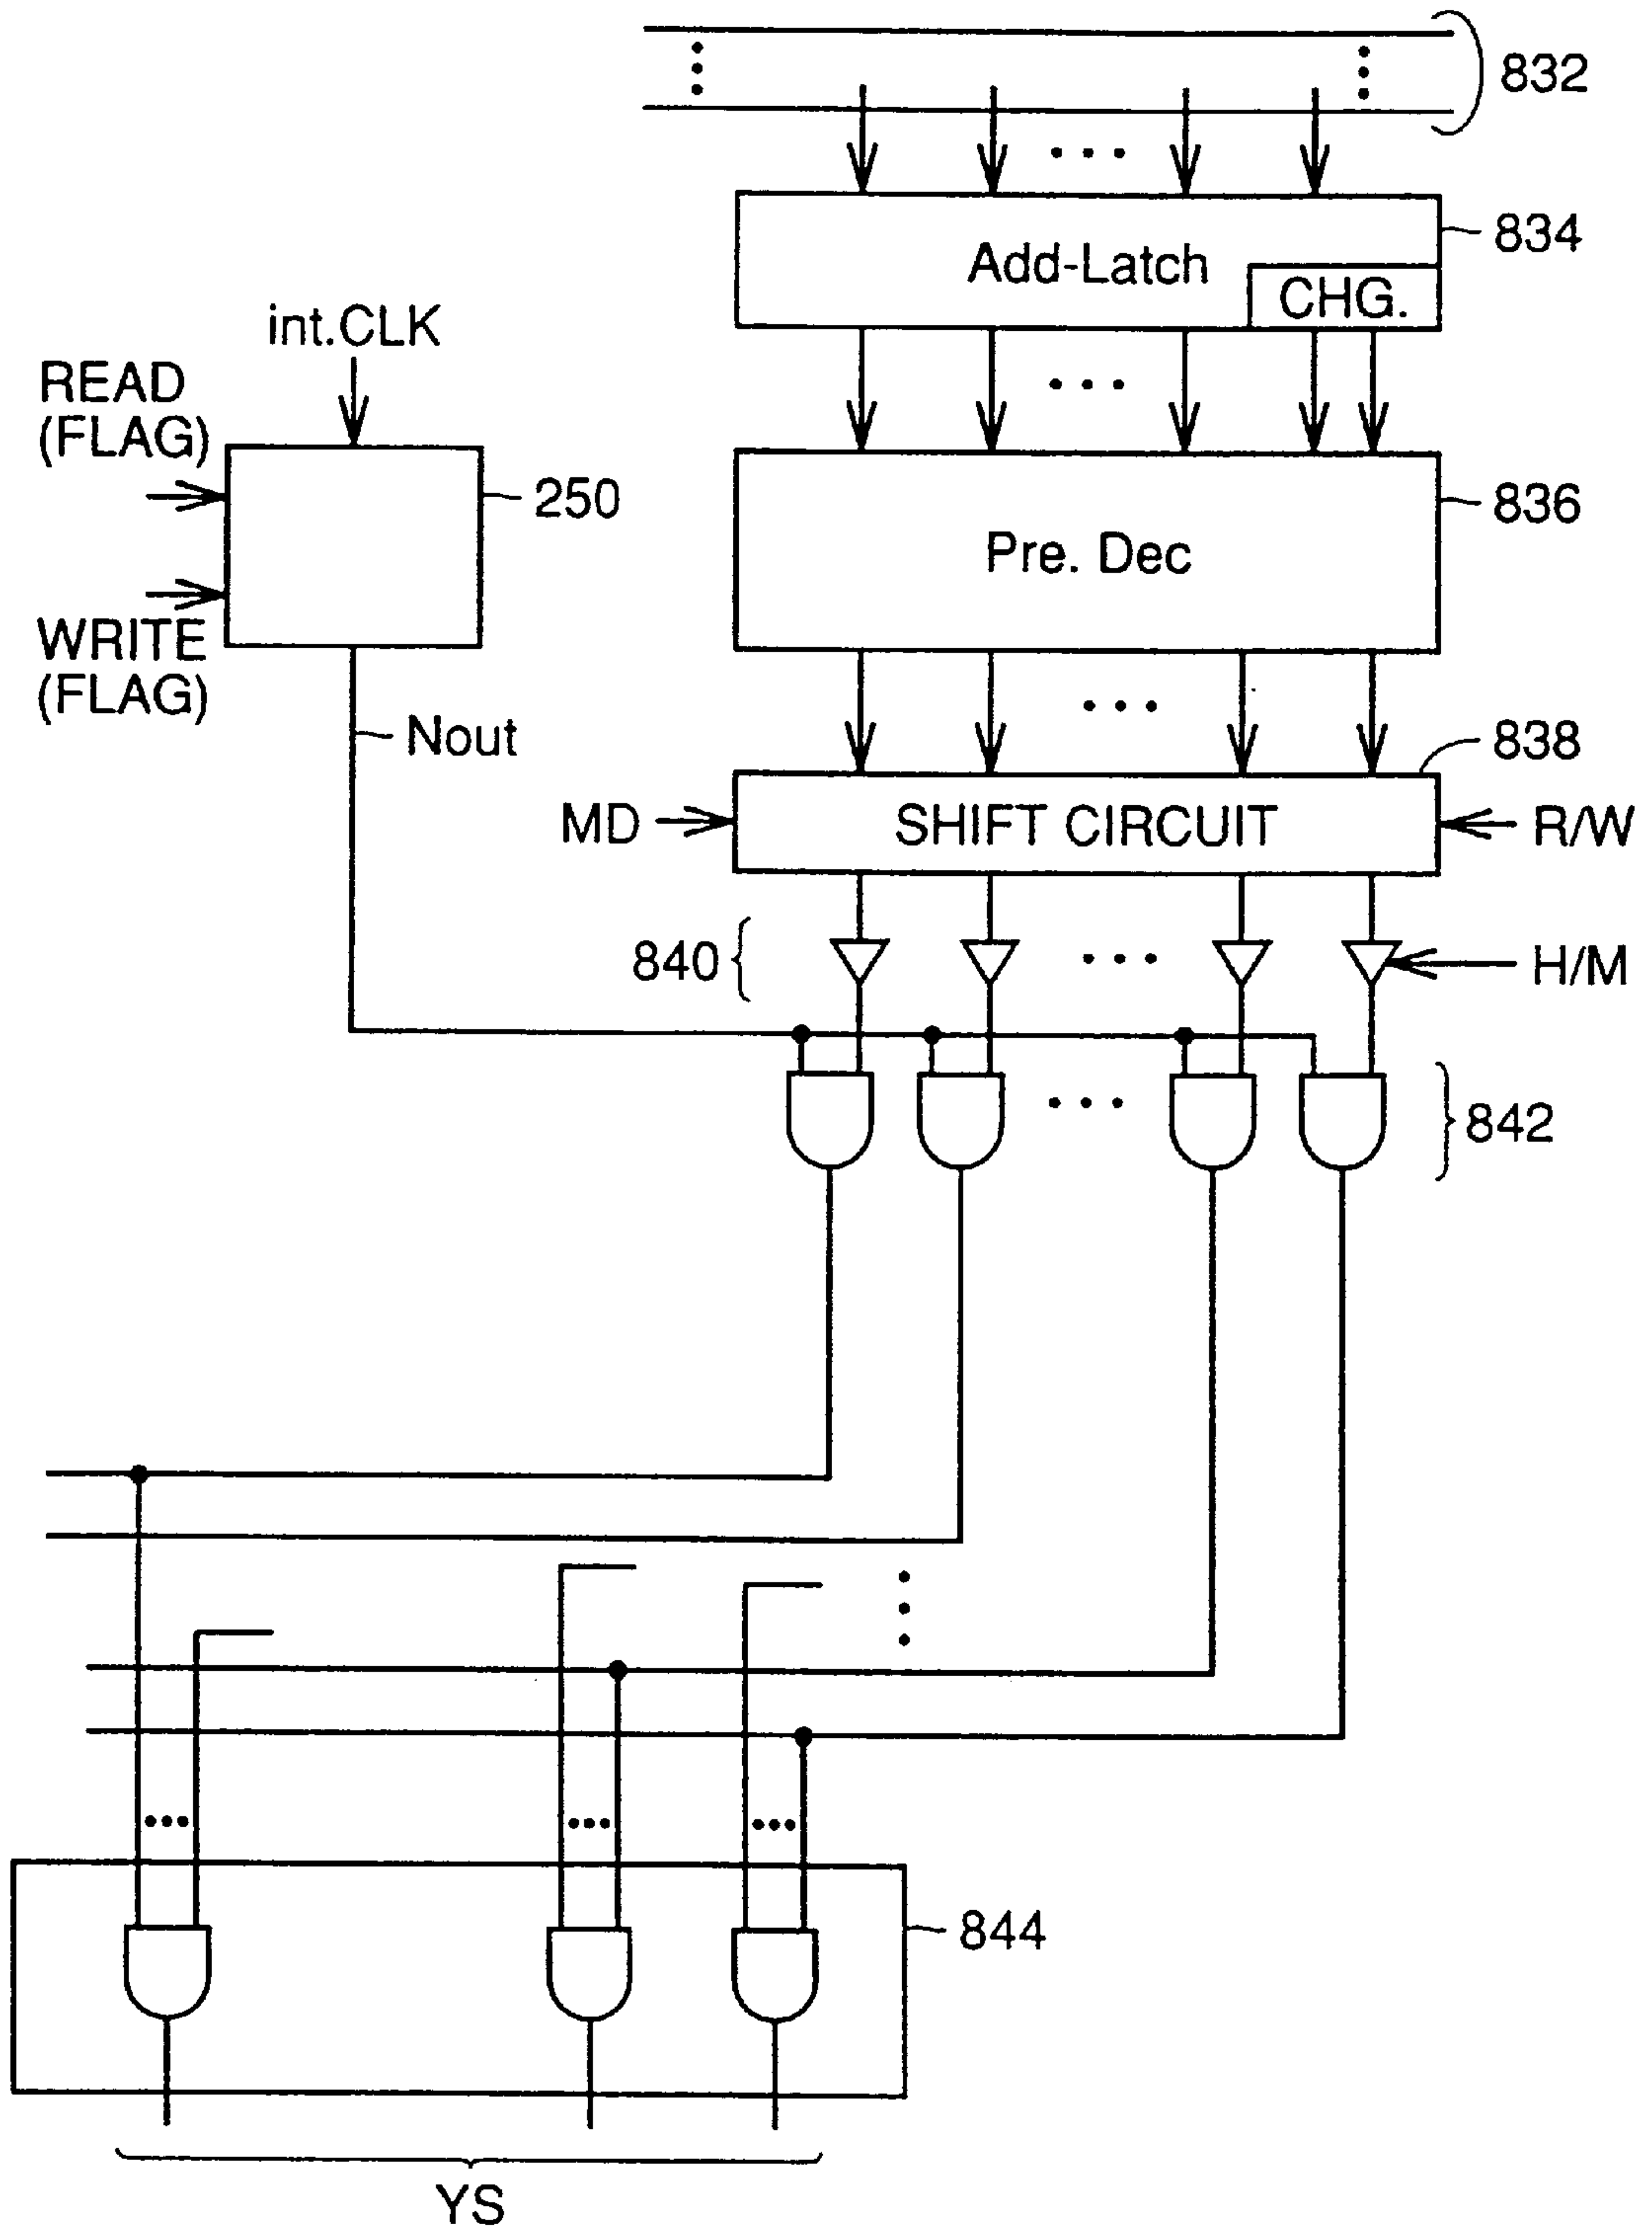 832
834
Add-Latch
CHG.
int.CLK
READ
(FLAG)
250
836
Pre. Dec
WRITE
(FLAG)
Nout
838
MD
SHIFT CIRCUIT
R/W
840
H/M
842
844
YS